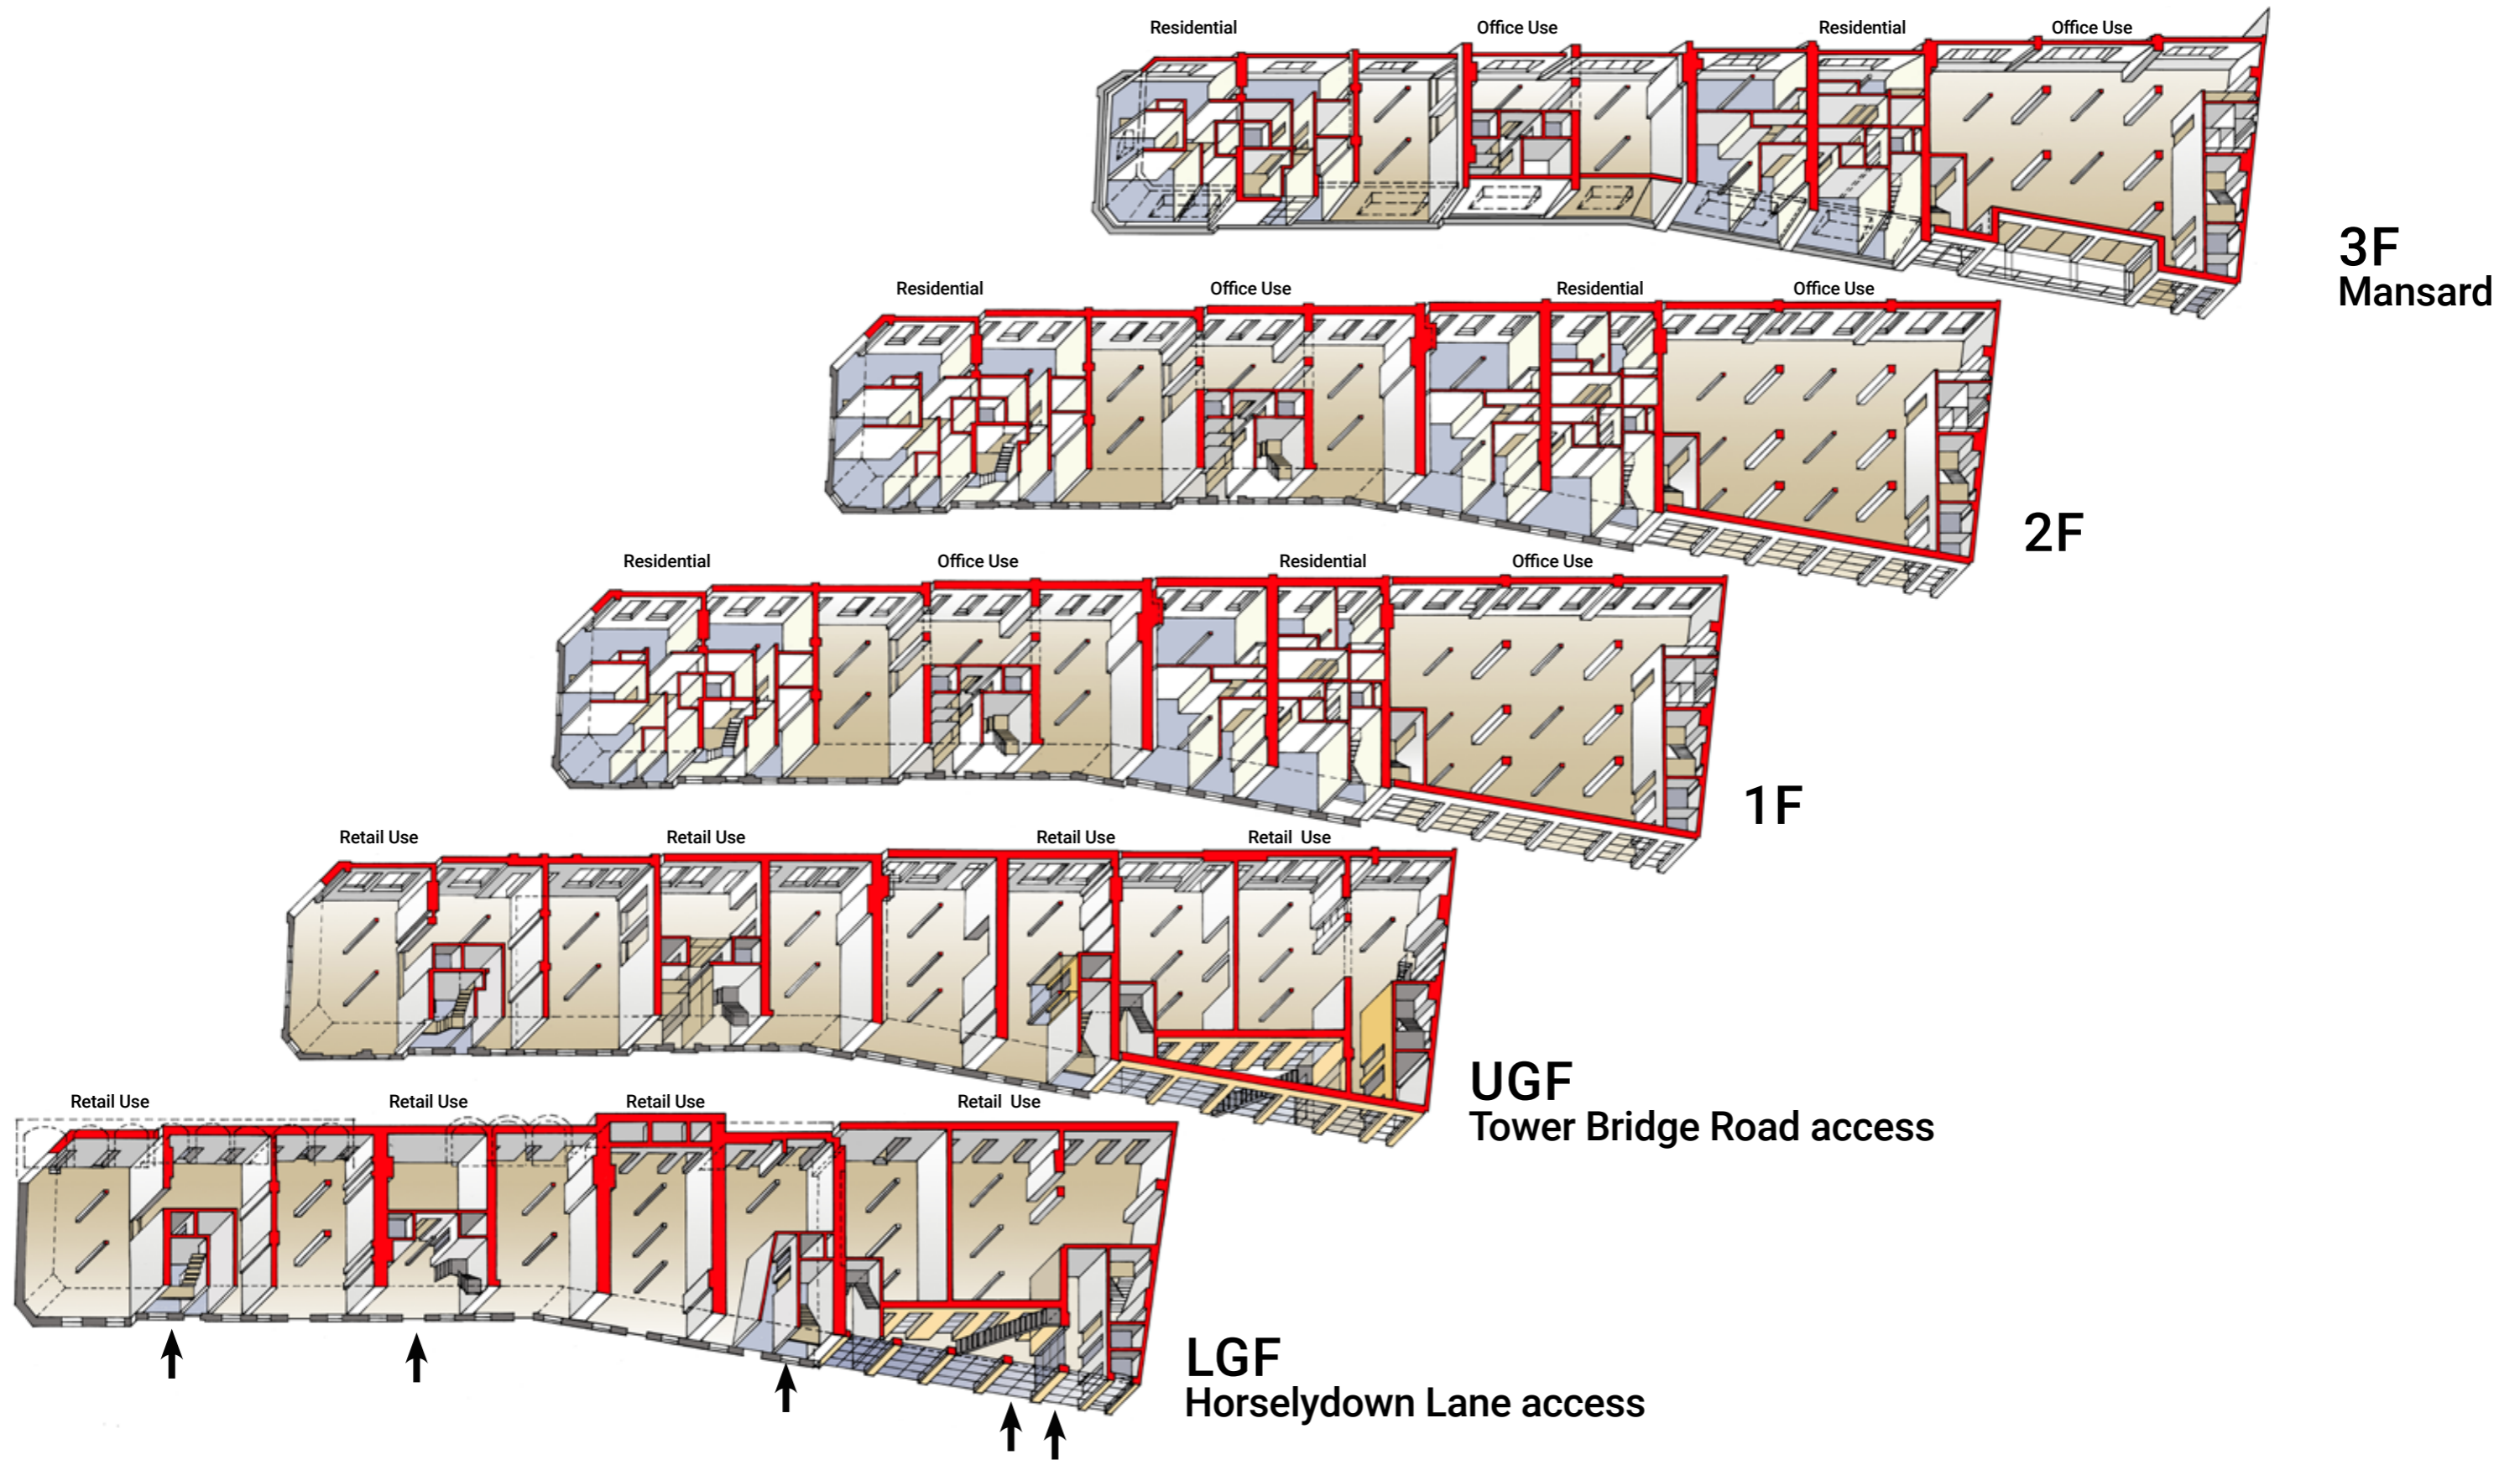 Residential
Office Use
Residential
Office Use
3F
Mansard
Residential
Office Use
Residential
Office Use
2F
Residential
Office Use
Residential
Office Use
1F
Retail Use
Retail Use
Retail Use
Retail Use
UGF
Tower Bridge Road access
Retail Use
Retail Use
Retail Use
Retail Use
LGF
Horselydown Lane access